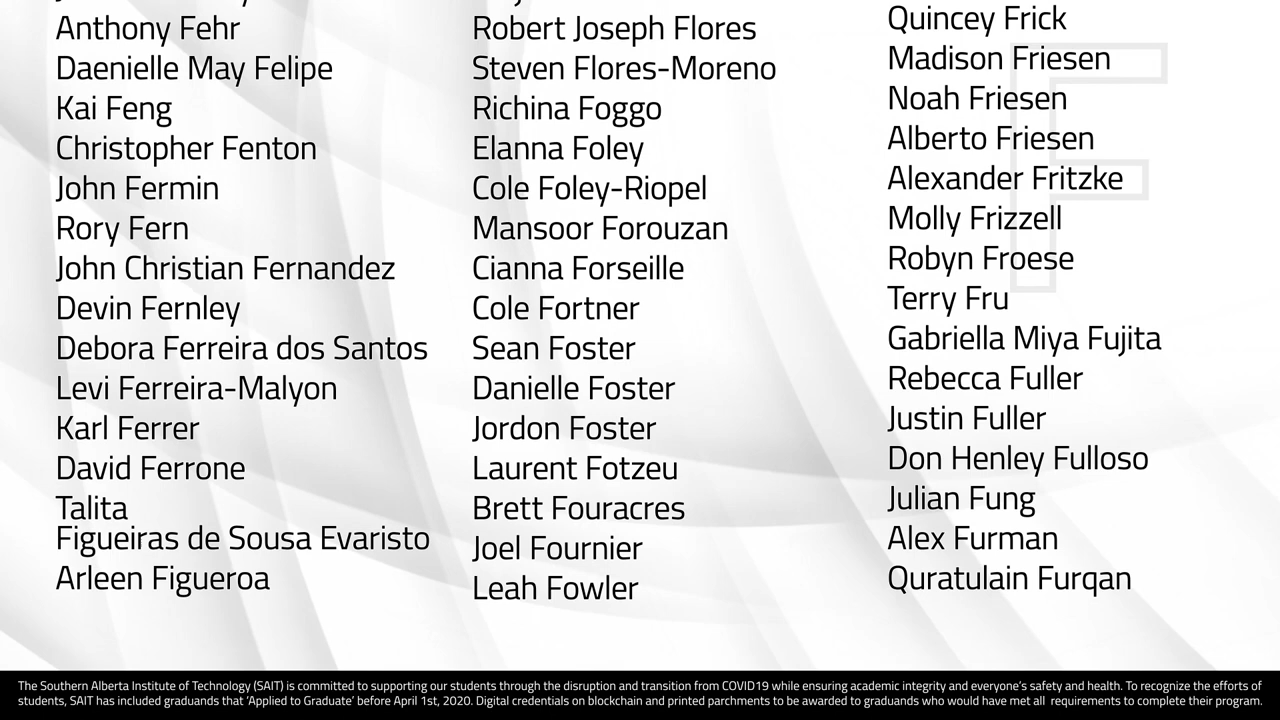 Anthony Fehr
Daenielle May Felipe
Kai Feng
Christopher Fenton
John Fermin
Rory Fern
John Christian Fernandez
Devin Fernley
Debora Ferreira dos Santos
Levi Ferreira-Malyon
Karl Ferrer
David Ferrone
Talita
Figueiras de Sousa Evaristo
Arleen Figueroa
Robert Joseph Flores
Steven Flores-Moreno
Richina Foggo
Elanna Foley
Cole Foley-Riopel
Mansoor Forouzan
Cianna Forseille
Cole Fortner
Sean Foster
Danielle Foster
Jordon Foster
Laurent Fotzeu
Brett Fouracres
Joel Fournier
Leah Fowler
F
Quincey Frick
Madison Friesen
Noah Friesen
Alberto Friesen
Alexander Fritzke
Molly Frizzell
Robyn Froese
Terry Fru
Gabriella Miya Fujita
Rebecca Fuller
Justin Fuller
Don Henley Fulloso
Julian Fung
Alex Furman
Quratulain Furqan
The Southern Alberta Institute of Technology (SAIT) is committed to supporting our students through the disruption and transition from COVID19 while ensuring academic integrity and everyone's safety and health. To recognize the efforts of
students, SAIT has included graduands that 'Applied to Graduate' before April 1st, 2020. Digital credentials on blockchain and printed parchments to be awarded to graduands who would have met all requirements to complete their program.